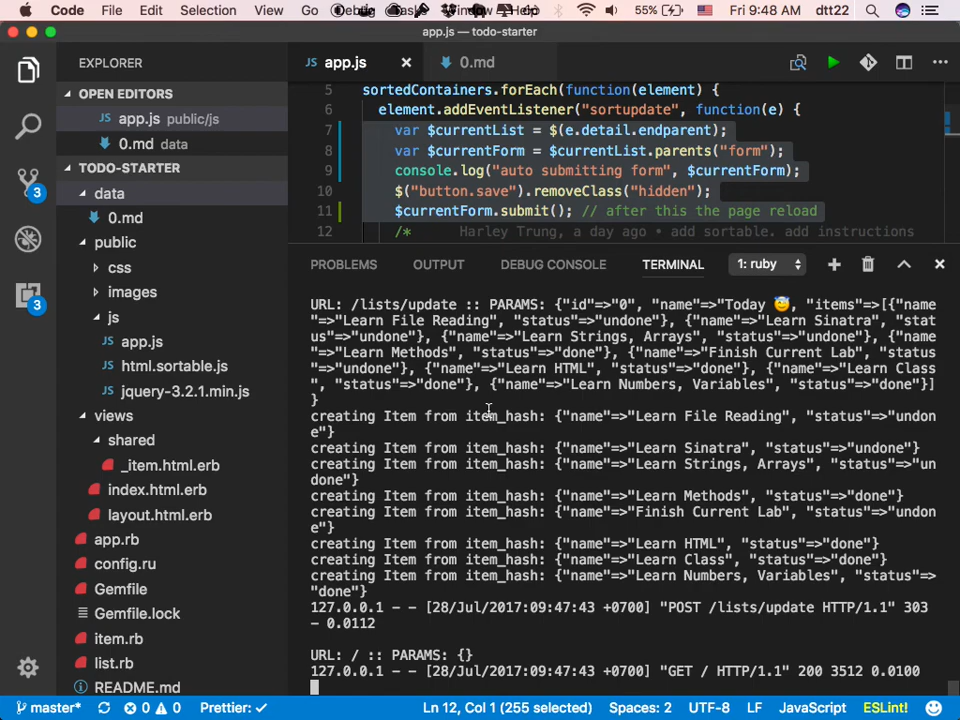 Code File Edit Selection View Go Debug Tasks Window Help 55% Fri 9:48 AM dtt22
app.js — todo-starter
EXPLORER
OPEN EDITORS
app.js public/js
0.md data
TODO-STARTER
data
0.md
public
css
images
js
app.js
html.sortable.js
jquery-3.2.1.min.js
views
shared
_item.html.erb
index.html.erb
layout.html.erb
app.rb
config.ru
Gemfile
Gemfile.lock
item.rb
list.rb
README.md
3
3
JS app.js
0.md
5 sortedContainers.forEach(function(element) {
6 element.addEventListener("sortupdate", function(e) {
7 var $currentList = $(e.detail.endparent);
8 var $currentForm = $currentList.parents("form");
9 console.log("auto submitting form", $currentForm);
10 $("button.save").removeClass("hidden");
11 $currentForm.submit(); // after this the page reload
12 /* Harley Trung, a day ago • add sortable. add instructions
PROBLEMS OUTPUT DEBUG CONSOLE TERMINAL 1: ruby
URL: /lists/update :: PARAMS: {"id"=>"0", "name"=>"Today 😇", "items"=>[{"name
"=>"Learn File Reading", "status"=>"undone"}, {"name"=>"Learn Sinatra", "stat
us"=>"undone"}, {"name"=>"Learn Strings, Arrays", "status"=>"undone"}, {"name
"=>"Learn Methods", "status"=>"done"}, {"name"=>"Finish Current Lab", "status
"=>"undone"}, {"name"=>"Learn HTML", "status"=>"done"}, {"name"=>"Learn Class
", "status"=>"done"}, {"name"=>"Learn Numbers, Variables", "status"=>"done"}]
}
creating Item from item_hash: {"name"=>"Learn File Reading", "status"=>"undon
e"}
creating Item from item_hash: {"name"=>"Learn Sinatra", "status"=>"undone"}
creating Item from item_hash: {"name"=>"Learn Strings, Arrays", "status"=>"un
done"}
creating Item from item_hash: {"name"=>"Learn Methods", "status"=>"done"}
creating Item from item_hash: {"name"=>"Finish Current Lab", "status"=>"undon
e"}
creating Item from item_hash: {"name"=>"Learn HTML", "status"=>"done"}
creating Item from item_hash: {"name"=>"Learn Class", "status"=>"done"}
creating Item from item_hash: {"name"=>"Learn Numbers, Variables", "status"=>
"done"}
127.0.0.1 - - [28/Jul/2017:09:47:43 +0700] "POST /lists/update HTTP/1.1" 303
- 0.0112
URL: / :: PARAMS: {}
127.0.0.1 - - [28/Jul/2017:09:47:43 +0700] "GET / HTTP/1.1" 200 3512 0.0100
master* 0 0 Prettier: ✓ Ln 12, Col 1 (255 selected) Spaces: 2 UTF-8 LF JavaScript ESLint!